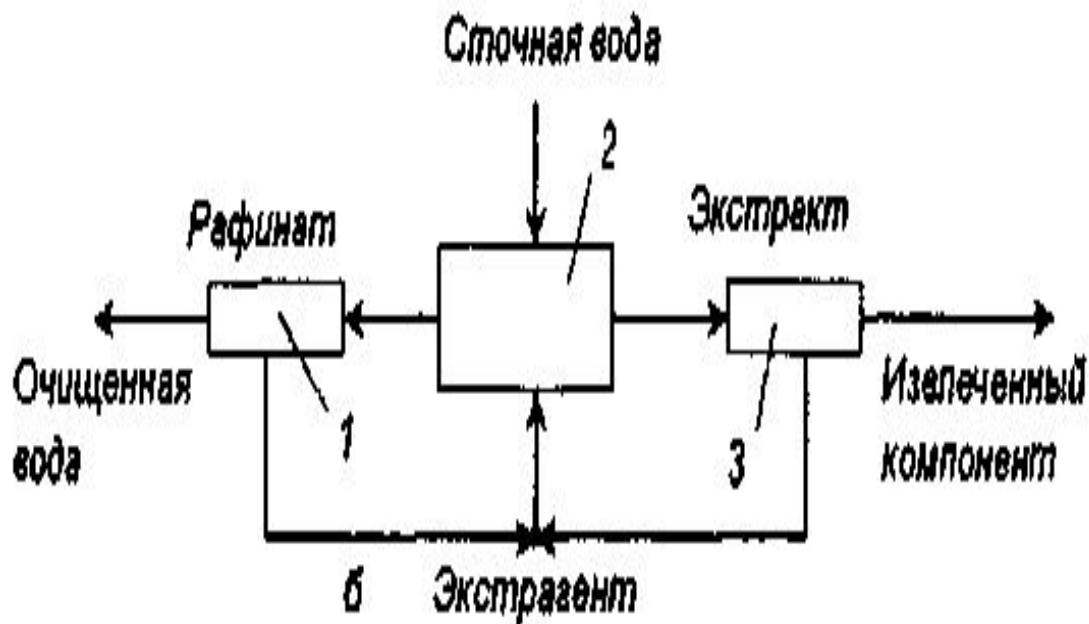 Сточная вода
2
Рафинат
Экстракт
Очищенная
вода
1
3
Извлеченный
компонент
б
Экстрагент